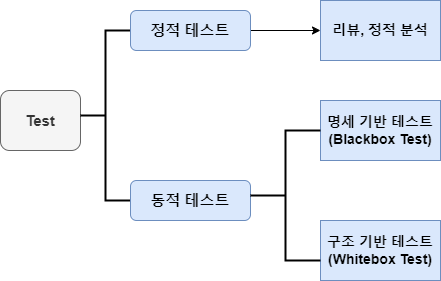 정적 테스트
리뷰, 정적 분석
Test
명세 기반 테스트
(Blackbox Test)
동적 테스트
구조 기반 테스트
(Whitebox Test)